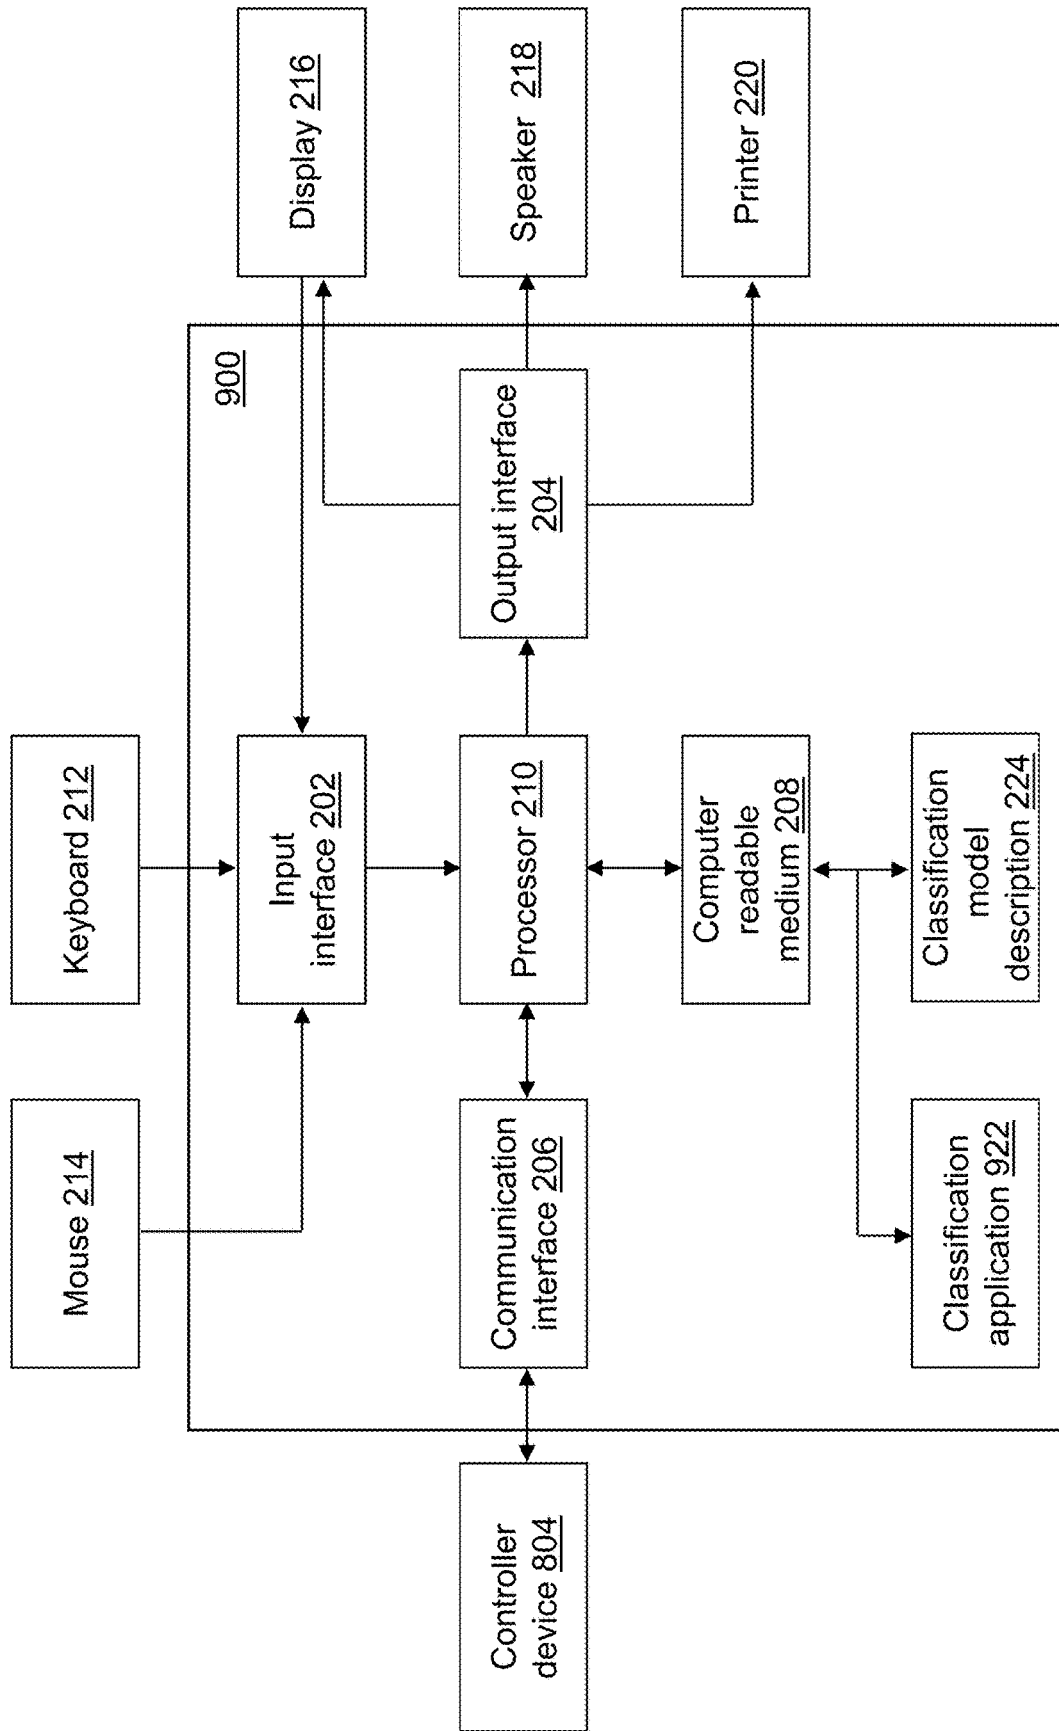 Mouse 214
Keyboard 212
Display 216
900
Input
interface 202
Controller
device 804
Communication
interface 206
Processor 210
Output interface
204
Speaker 218
Computer
readable
medium 208
Printer 220
Classification
application 922
Classification
model
description 224